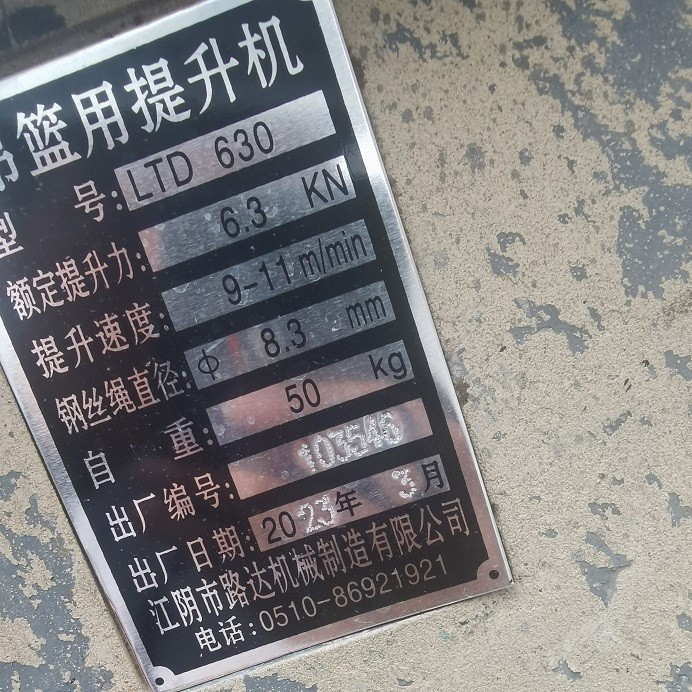 吊篮用提升机
型 号: LTD 630
额定提升力: 6.3 KN
提升速度: 9-11 m/min
钢丝绳直径: φ 8.3 mm
自 重: 50 kg
出厂编号: 103546
出厂日期: 2023年 3月
江阴市路达机械制造有限公司
电话:0510-86921921